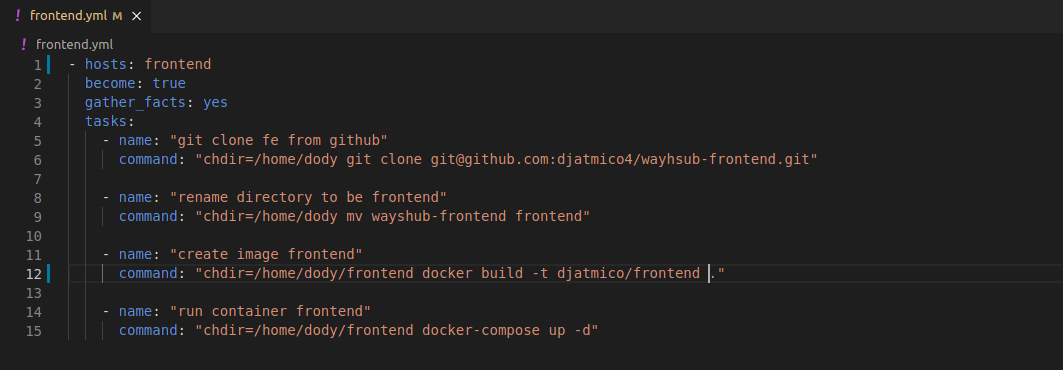 ! frontend.yml M ×
! frontend.yml
1 - hosts: frontend
2 become: true
3 gather_facts: yes
4 tasks:
5 - name: "git clone fe from github"
6 command: "chdir=/home/dody git clone git@github.com:djatmico4/wayhsub-frontend.git"
7
8 - name: "rename directory to be frontend"
9 command: "chdir=/home/dody mv wayshub-frontend frontend"
10
11 - name: "create image frontend"
12 command: "chdir=/home/dody/frontend docker build -t djatmico/frontend ."
13
14 - name: "run container frontend"
15 command: "chdir=/home/dody/frontend docker-compose up -d"